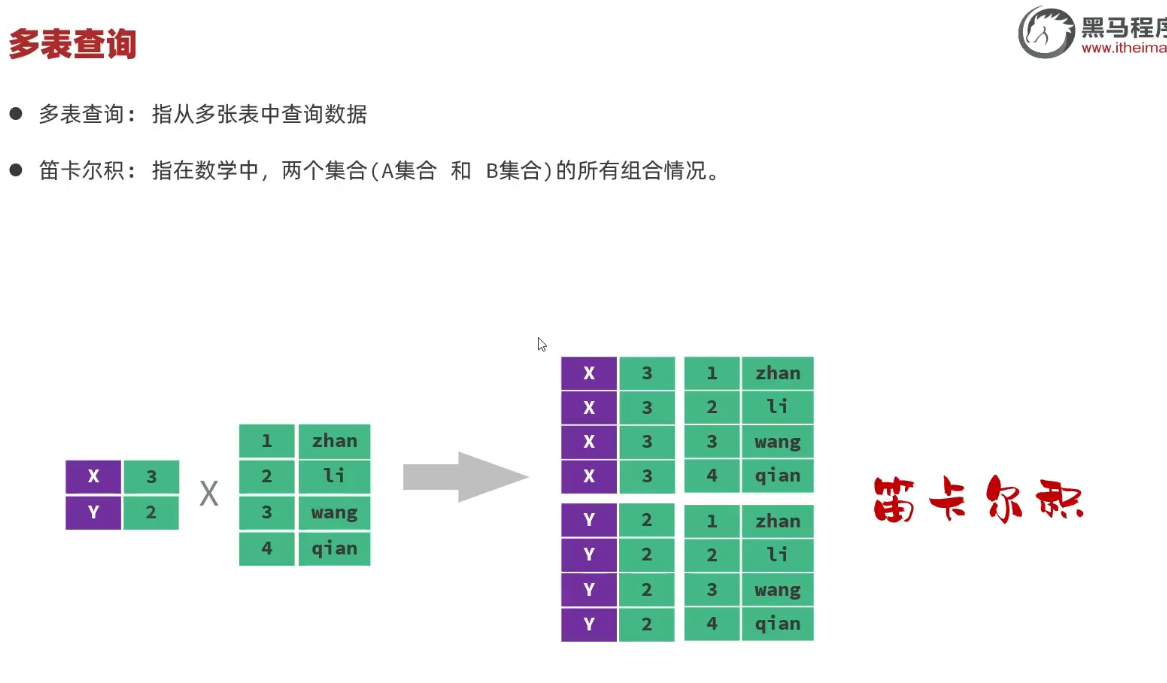 多表查询
黑马程序
www.itheima
● 多表查询: 指从多张表中查询数据
● 笛卡尔积: 指在数学中, 两个集合(A集合 和 B集合)的所有组合情况。
X 3
Y 2
X
1 zhan
2 li
3 wang
4 qian
X 3 1 zhan
X 3 2 li
X 3 3 wang
X 3 4 qian
Y 2 1 zhan
Y 2 2 li
Y 2 3 wang
Y 2 4 qian
笛卡尔积